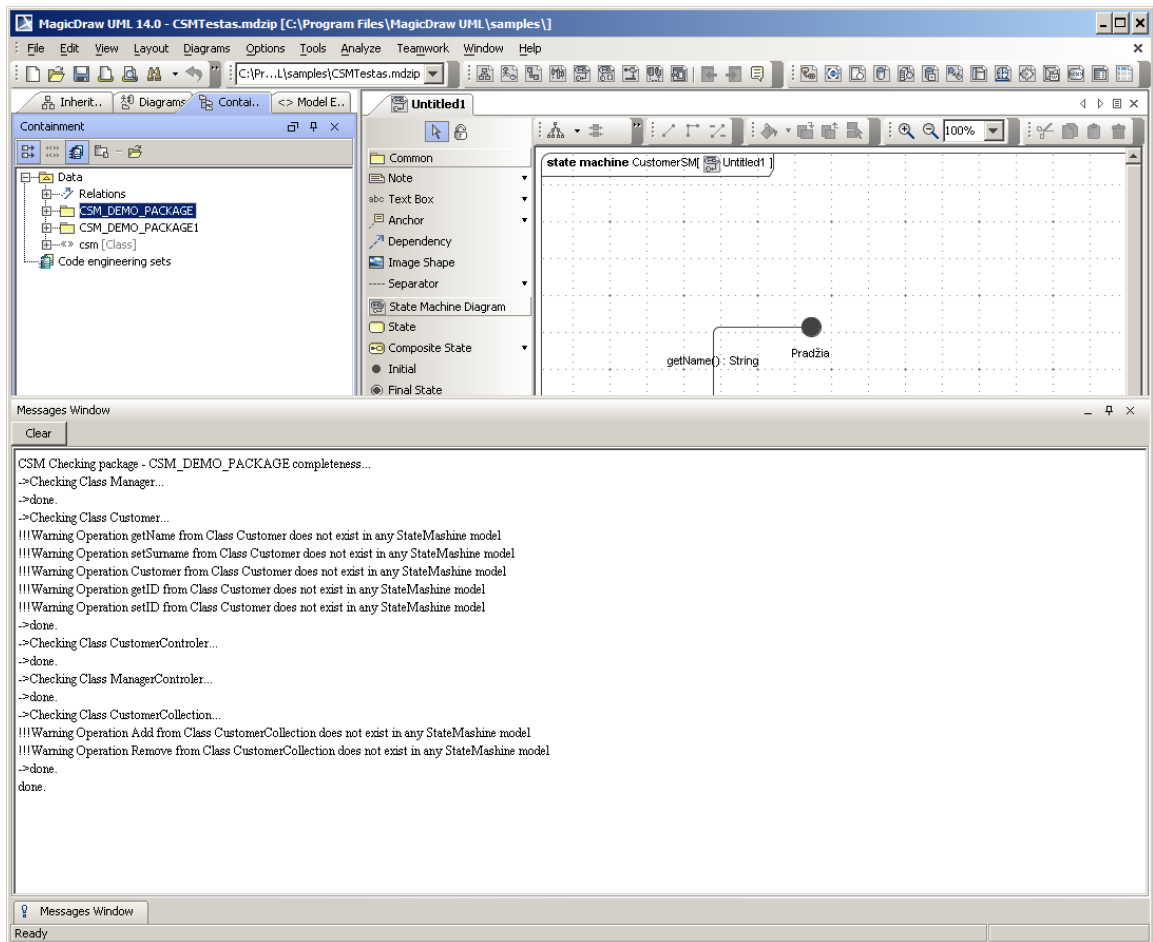 MagicDraw UML 14.0 - CSMTestas.mdzip [C:\Program Files\MagicDraw UML\samples\]
File Edit View Layout Diagrams Options Tools Analyze Teamwork Window Help
C:\Pr...L\samples\CSMTestas.mdzip
Inherit.. Diagrams Contai.. <> Model E..
Untitled1
Containment
100%
Data
Relations
CSM_DEMO_PACKAGE
CSM_DEMO_PACKAGE1
csm [Class]
Code engineering sets
Common
Note
abc Text Box
Anchor
Dependency
Image Shape
Separator
State Machine Diagram
State
Composite State
Initial
Final State
state machine CustomerSM[ Untitled1 ]
Pradžia
getName() : String
Messages Window
Clear
CSM Checking package - CSM_DEMO_PACKAGE completeness...
->Checking Class Manager...
->done.
->Checking Class Customer...
!!!Warning Operation getName from Class Customer does not exist in any StateMashine model
!!!Warning Operation setSurname from Class Customer does not exist in any StateMashine model
!!!Warning Operation Customer from Class Customer does not exist in any StateMashine model
!!!Warning Operation getID from Class Customer does not exist in any StateMashine model
!!!Warning Operation setID from Class Customer does not exist in any StateMashine model
->done.
->Checking Class CustomerControler...
->done.
->Checking Class ManagerControler...
->done.
->Checking Class CustomerCollection...
!!!Warning Operation Add from Class CustomerCollection does not exist in any StateMashine model
!!!Warning Operation Remove from Class CustomerCollection does not exist in any StateMashine model
->done.
done.
Messages Window
Ready